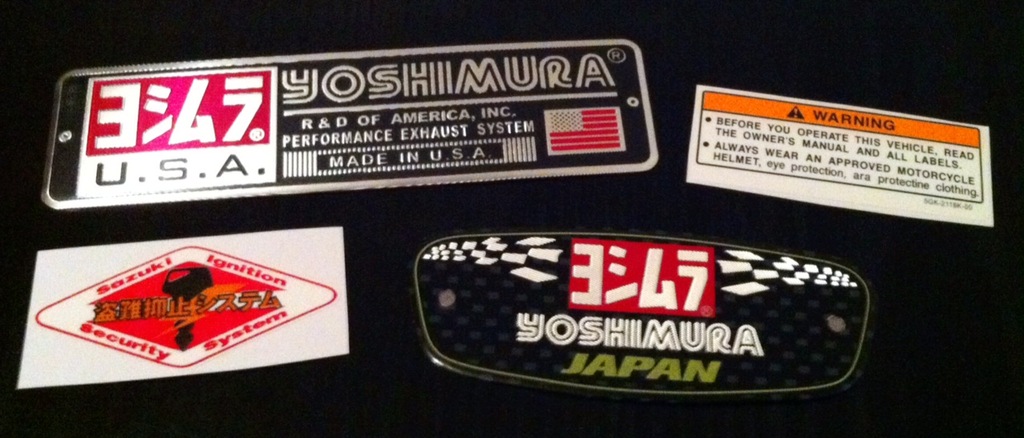 ヨシムラ®
U.S.A.
YOSHIMURA®
R&D OF AMERICA, INC.
PERFORMANCE EXHAUST SYSTEM
MADE IN U.S.A.
WARNING
• BEFORE YOU OPERATE THIS VEHICLE, READ
THE OWNER'S MANUAL AND ALL LABELS.
• ALWAYS WEAR AN APPROVED MOTORCYCLE
HELMET, eye protection, ara protectine clothing.
Sazuki Ignition
盗難抑止システム
Security System
ヨシムラ®
YOSHIMURA
JAPAN